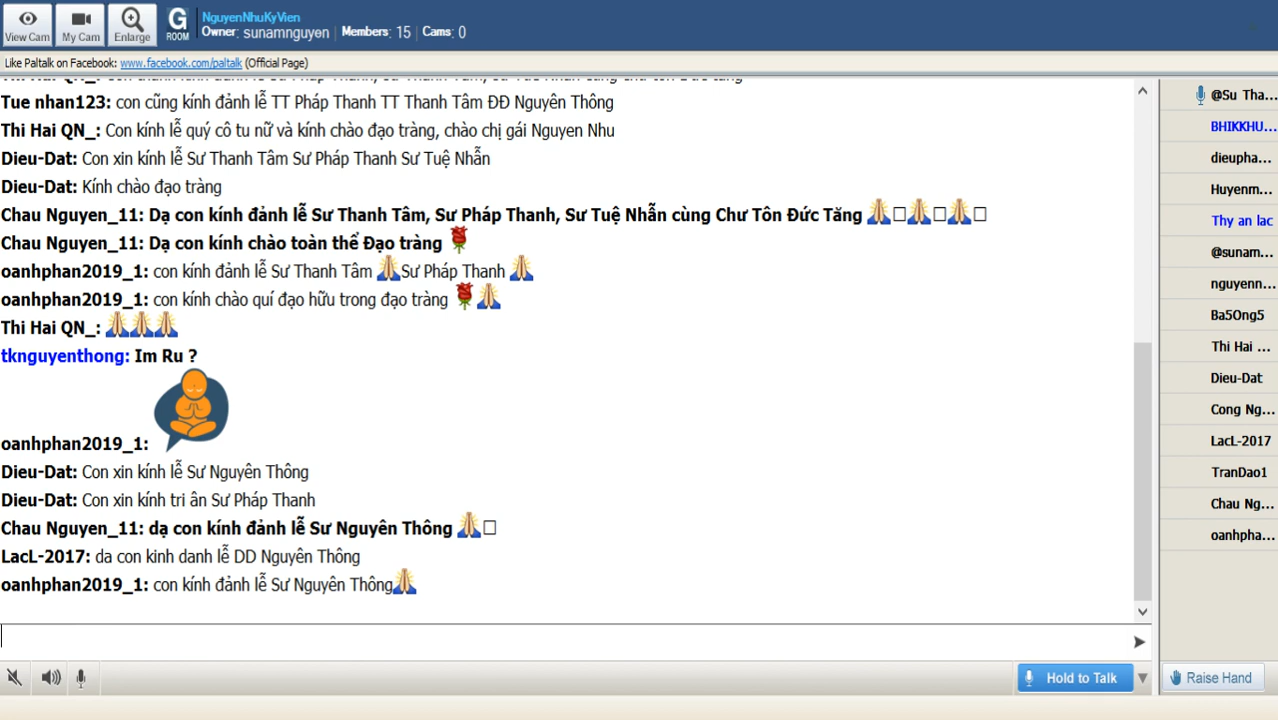 View Cam
My Cam
Enlarge
G
ROOM
NguyenNhuKyVien
Owner: sunamnguyen Members: 15 Cams: 0
Like Paltalk on Facebook: www.facebook.com/paltalk (Official Page)
Tue nhan123: con cũng kính đảnh lễ TT Pháp Thanh TT Thanh Tâm ĐĐ Nguyên Thông
Thi Hai QN_: Con kính lễ quý cô tu nữ và kính chào đạo tràng, chào chị gái Nguyen Nhu
Dieu-Dat: Con xin kính lễ Sư Thanh Tâm Sư Pháp Thanh Sư Tuệ Nhẫn
Dieu-Dat: Kính chào đạo tràng
Chau Nguyen_11: Dạ con kính đảnh lễ Sư Thanh Tâm, Sư Pháp Thanh, Sư Tuệ Nhẫn cùng Chư Tôn Đức Tăng 🙏□🙏□🙏□
Chau Nguyen_11: Dạ con kính chào toàn thể Đạo tràng 🌹
oanhphan2019_1: con kính đảnh lễ Sư Thanh Tâm 🙏Sư Pháp Thanh 🙏
oanhphan2019_1: con kính chào quí đạo hữu trong đạo tràng 🌹🙏
Thi Hai QN_: 🙏🙏🙏
tknguyenthong: Im Ru ?
oanhphan2019_1:
Dieu-Dat: Con xin kính lễ Sư Nguyên Thông
Dieu-Dat: Con xin kính tri ân Sư Pháp Thanh
Chau Nguyen_11: dạ con kính đảnh lễ Sư Nguyên Thông 🙏□
LacL-2017: da con kinh danh lễ DD Nguyên Thông
oanhphan2019_1: con kính đảnh lễ Sư Nguyên Thông🙏
@Su Tha...
BHIKKHU...
dieupha...
Huyenm...
Thy an lac
@sunam...
nguyenn...
Ba5Ong5
Thi Hai ...
Dieu-Dat
Cong Ng...
LacL-2017
TranDao1
Chau Ng...
oanhpha...
Hold to Talk
Raise Hand